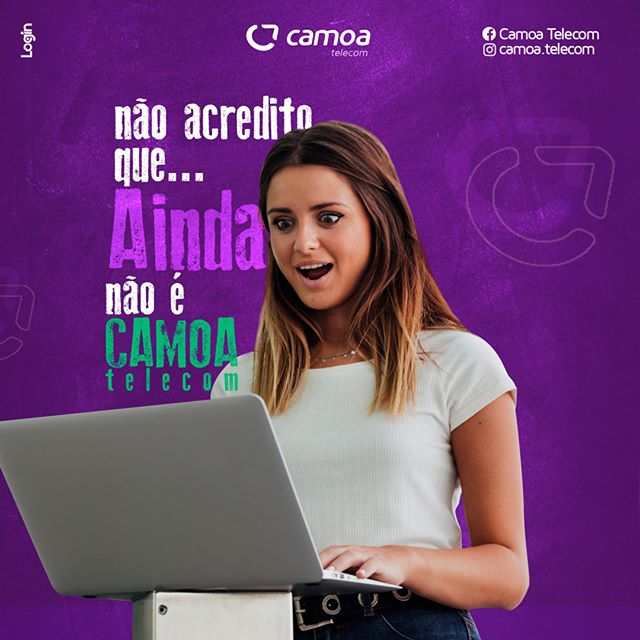 Login
camoa
telecom
Camoa Telecom
camoa.telecom
não acredito
que...
Ainda
não é
CAMOA
telecom